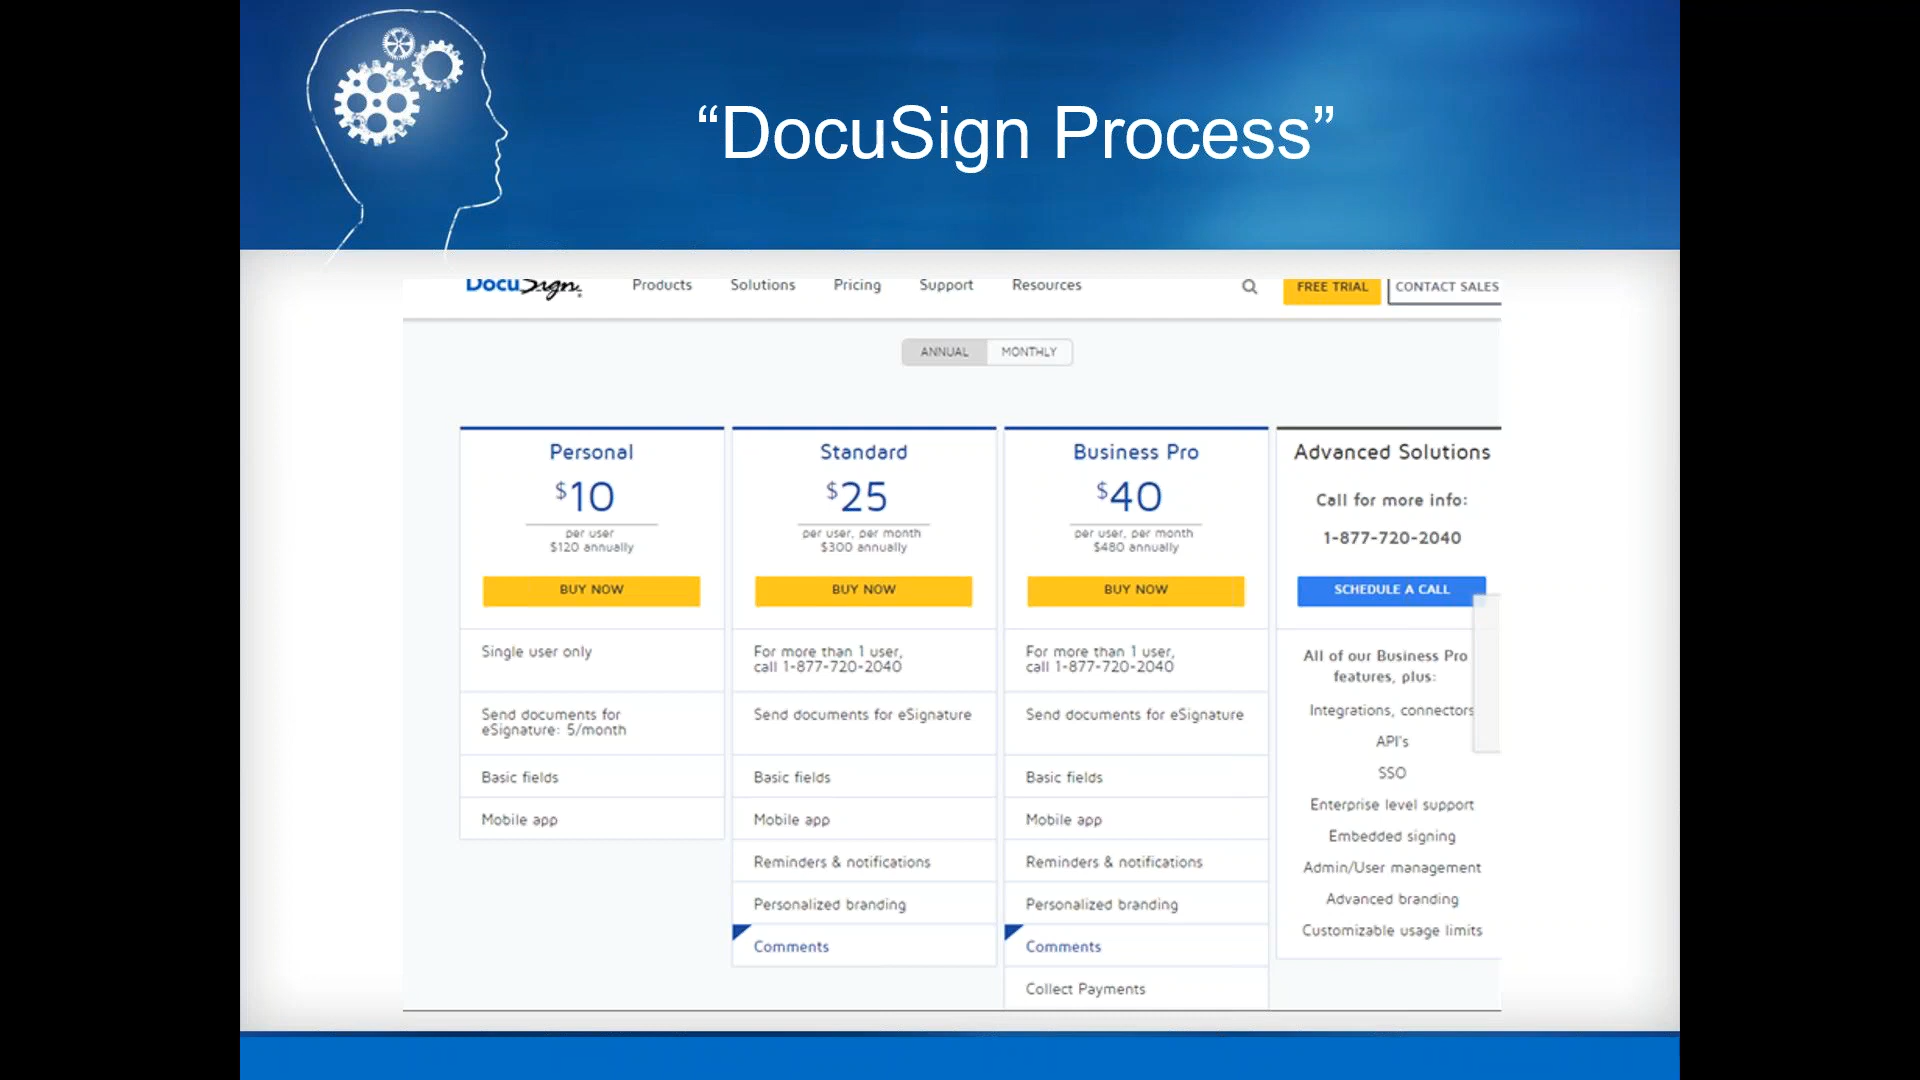 “DocuSign Process”
DocuSign
Products Solutions Pricing Support Resources FREE TRIAL CONTACT SALES
ANNUAL MONTHLY
Personal
$10
per user
$120 annually
BUY NOW
Single user only
Send documents for
eSignature: 5/month
Basic fields
Mobile app
Standard
$25
per user, per month
$300 annually
BUY NOW
For more than 1 user,
call 1-877-720-2040
Send documents for eSignature
Basic fields
Mobile app
Reminders & notifications
Personalized branding
Comments
Business Pro
$40
per user, per month
$480 annually
BUY NOW
For more than 1 user,
call 1-877-720-2040
Send documents for eSignature
Basic fields
Mobile app
Reminders & notifications
Personalized branding
Comments
Collect Payments
Advanced Solutions
Call for more info:
1-877-720-2040
SCHEDULE A CALL
All of our Business Pro
features, plus:
Integrations, connectors
API's
SSO
Enterprise level support
Embedded signing
Admin/User management
Advanced branding
Customizable usage limits